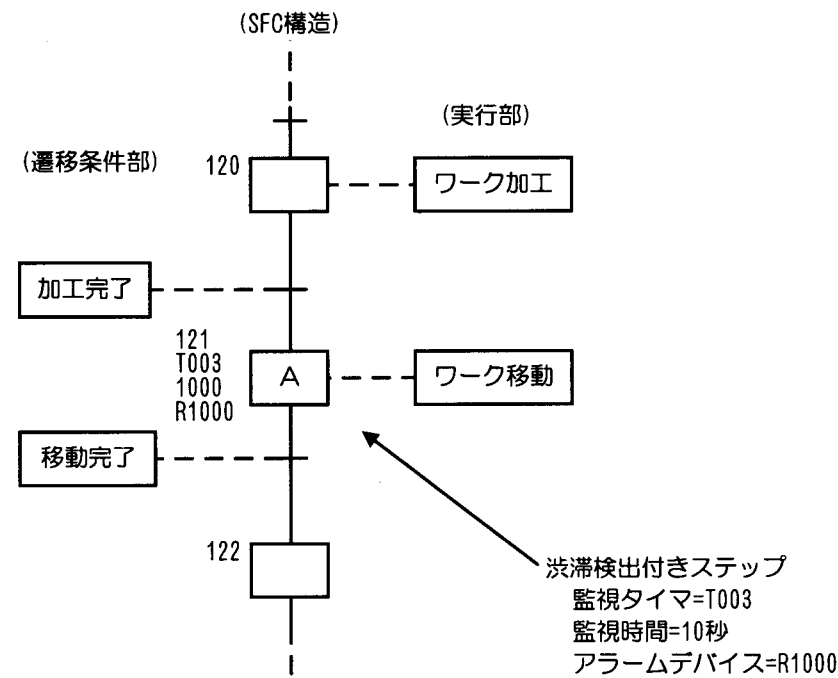 (SFC構造)
(実行部)
(遷移条件部)
120
ワーク加工
加工完了
121
T003
1000
R1000
A
ワーク移動
移動完了
122
渋滞検出付きステップ
監視タイマ=T003
監視時間=10秒
アラームデバイス=R1000